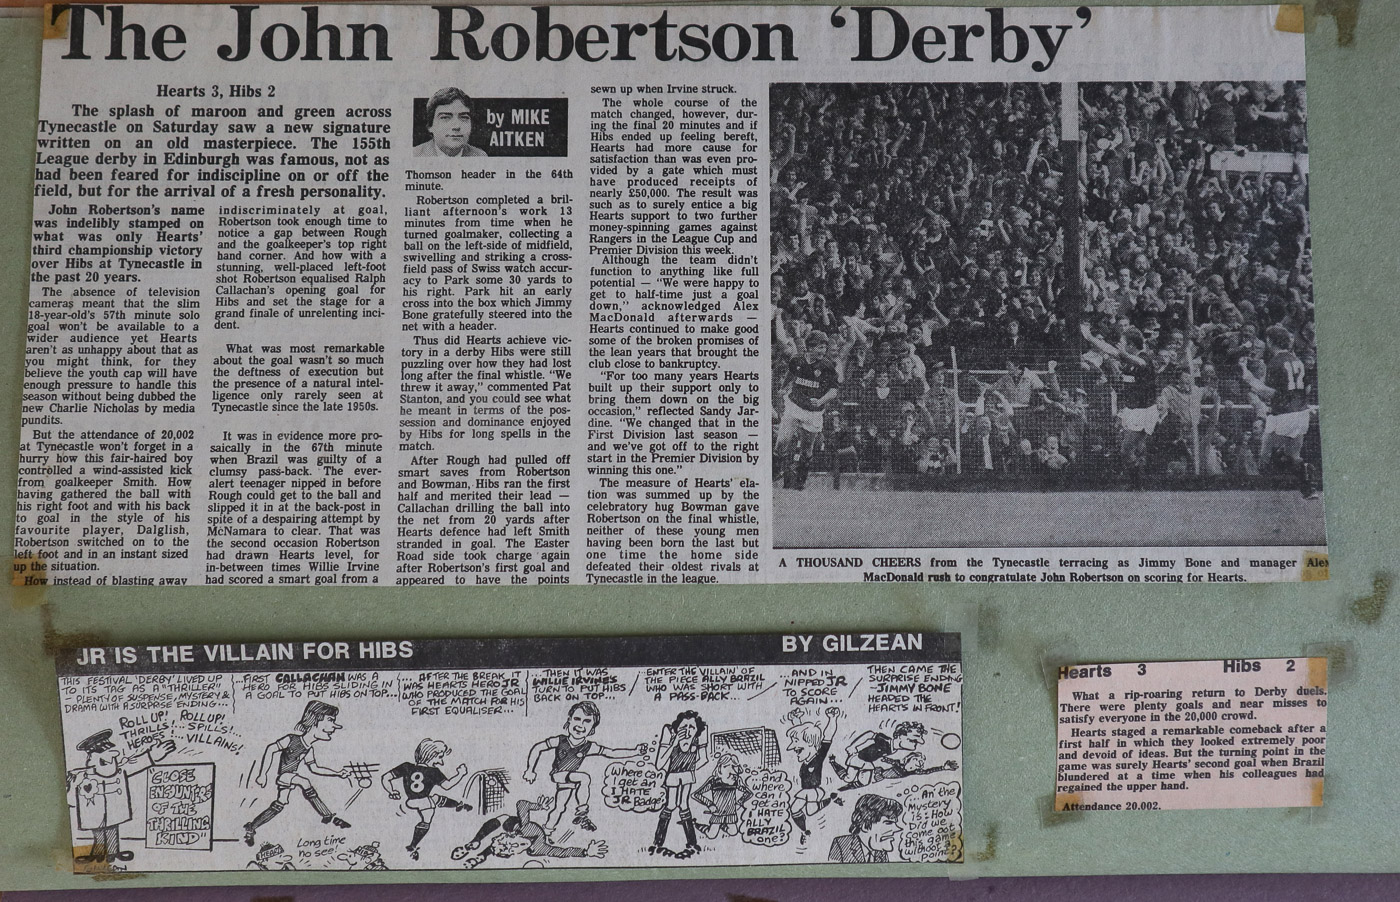 The John Robertson ‘Derby’
Hearts 3, Hibs 2
The splash of maroon and green across
Tynecastle on Saturday saw a new signature
written on an old masterpiece. The 155th
League derby in Edinburgh was famous, not as
had been feared for indiscipline on or off the
field, but for the arrival of a fresh personality.
John Robertson's name
was indelibly stamped on
what was only Hearts'
third championship victory
over Hibs at Tynecastle in
the past 20 years.
The absence of television
cameras meant that the slim
18-year-old's 57th minute solo
goal won't be available to a
wider audience yet Hearts
aren't as unhappy about that as
you might think, for they
believe the youth cap will have
enough pressure to handle this
season without being dubbed the
new Charlie Nicholas by media
pundits.
But the attendance of 20,002
at Tynecastle won't forget in a
hurry how this fair-haired boy
controlled a wind-assisted kick
from goalkeeper Smith. How
having gathered the ball with
his right foot and with his back
to goal in the style of his
favourite player, Dalglish,
Robertson switched on to the
left foot and in an instant sized
up the situation.
How instead of blasting away
indiscriminately at goal,
Robertson took enough time to
notice a gap between Rough
and the goalkeeper's top right
hand corner. And how with a
stunning, well-placed left-foot
shot Robertson equalised Ralph
Callachan's opening goal for
Hibs and set the stage for a
grand finale of unrelenting inci-
dent.
What was most remarkable
about the goal wasn't so much
the deftness of execution but
the presence of a natural intel-
ligence only rarely seen at
Tynecastle since the late 1950s.
It was in evidence more pro-
saically in the 67th minute
when Brazil was guilty of a
clumsy pass-back. The ever-
alert teenager nipped in before
Rough could get to the ball and
slipped it in at the back-post in
spite of a despairing attempt by
McNamara to clear. That was
the second occasion Robertson
had drawn Hearts level, for
in-between times Willie Irvine
had scored a smart goal from a
by MIKE
AITKEN
Thomson header in the 64th
minute.
Robertson completed a bril-
liant afternoon's work 13
minutes from time when he
turned goalmaker, collecting a
ball on the left-side of midfield,
swivelling and striking a cross-
field pass of Swiss watch accur-
acy to Park some 30 yards to
his right. Park hit an early
cross into the box which Jimmy
Bone gratefully steered into the
net with a header.
Thus did Hearts achieve vic-
tory in a derby Hibs were still
puzzling over how they had lost
long after the final whistle. “We
threw it away,” commented Pat
Stanton, and you could see what
he meant in terms of the pos-
session and dominance enjoyed
by Hibs for long spells in the
match.
After Rough had pulled off
smart saves from Robertson
and Bowman, Hibs ran the first
half and merited their lead —
Callachan drilling the ball into
the net from 20 yards after
Hearts defence had left Smith
stranded in goal. The Easter
Road side took charge again
after Robertson's first goal and
appeared to have the points
sewn up when Irvine struck.
The whole course of the
match changed, however, dur-
ing the final 20 minutes and if
Hibs ended up feeling bereft,
Hearts had more cause for
satisfaction than was even pro-
vided by a gate which must
have produced receipts of
nearly £50,000. The result was
such as to surely entice a big
Hearts support to two further
money-spinning games against
Rangers in the League Cup and
Premier Division this week.
Although the team didn't
function to anything like full
potential — “We were happy to
get to half-time just a goal
down,” acknowledged Alex
MacDonald afterwards —
Hearts continued to make good
some of the broken promises of
the lean years that brought the
club close to bankruptcy.
“For too many years Hearts
built up their support only to
bring them down on the big
occasion,” reflected Sandy Jar-
dine. “We changed that in the
First Division last season —
and we've got off to the right
start in the Premier Division by
winning this one.”
The measure of Hearts' ela-
tion was summed up by the
celebratory hug Bowman gave
Robertson on the final whistle,
neither of these young men
having been born the last but
one time the home side
defeated their oldest rivals at
Tynecastle in the league.
12
A THOUSAND CHEERS from the Tynecastle terracing as Jimmy Bone and manager Alex
MacDonald rush to congratulate John Robertson on scoring for Hearts.
JR IS THE VILLAIN FOR HIBS BY GILZEAN
THIS FESTIVAL 'DERBY' LIVED UP
TO ITS TAG AS A "THRILLER"
– PLENTY OF SUSPENSE, MYSTERY &
DRAMA WITH A SURPRISE ENDING...
ROLL UP! ROLL UP!
THRILLS!... SPILLS!...
HEROES!... VILLAINS!
"CLOSE
ENCOUNTERS
OF THE
THRILLING
KIND"
..FIRST CALLACHAN WAS A
HERO FOR HIBS SLIDING IN
A GOAL TO PUT HIBS ON TOP...
Long time
no see!
HEARTS
..AFTER THE BREAK IT
WAS HEARTS HERO JR
WHO PRODUCED THE GOAL
OF THE MATCH FOR HIS
FIRST EQUALISER...
8
...THEN IT WAS
WILLIE IRVINE'S
TURN TO PUT HIBS
BACK ON TOP...
Where can
I get an
I HATE
JR Badge!
..ENTER THE 'VILLAIN' OF
THE PIECE ALLY BRAZIL
WHO WAS SHORT WITH
A PASS-BACK...
...and
where
can I
get an
I HATE
ALLY
BRAZIL
one?
...AND IN
NIPPED JR
TO SCORE
AGAIN...
THEN CAME THE
SURPRISE ENDING
–JIMMY BONE
HEADED THE
HEARTS IN FRONT!
...An' the
mystery
is: How
Did we
come oot
this game
without a
point?
Hearts 3 Hibs 2
What a rip-roaring return to Derby duels.
There were plenty goals and near misses to
satisfy everyone in the 20,000 crowd.
Hearts staged a remarkable comeback after a
first half in which they looked extremely poor
and devoid of ideas. But the turning point in the
game was surely Hearts' second goal when Brazil
blundered at a time when his colleagues had
regained the upper hand.
Attendance 20.002.